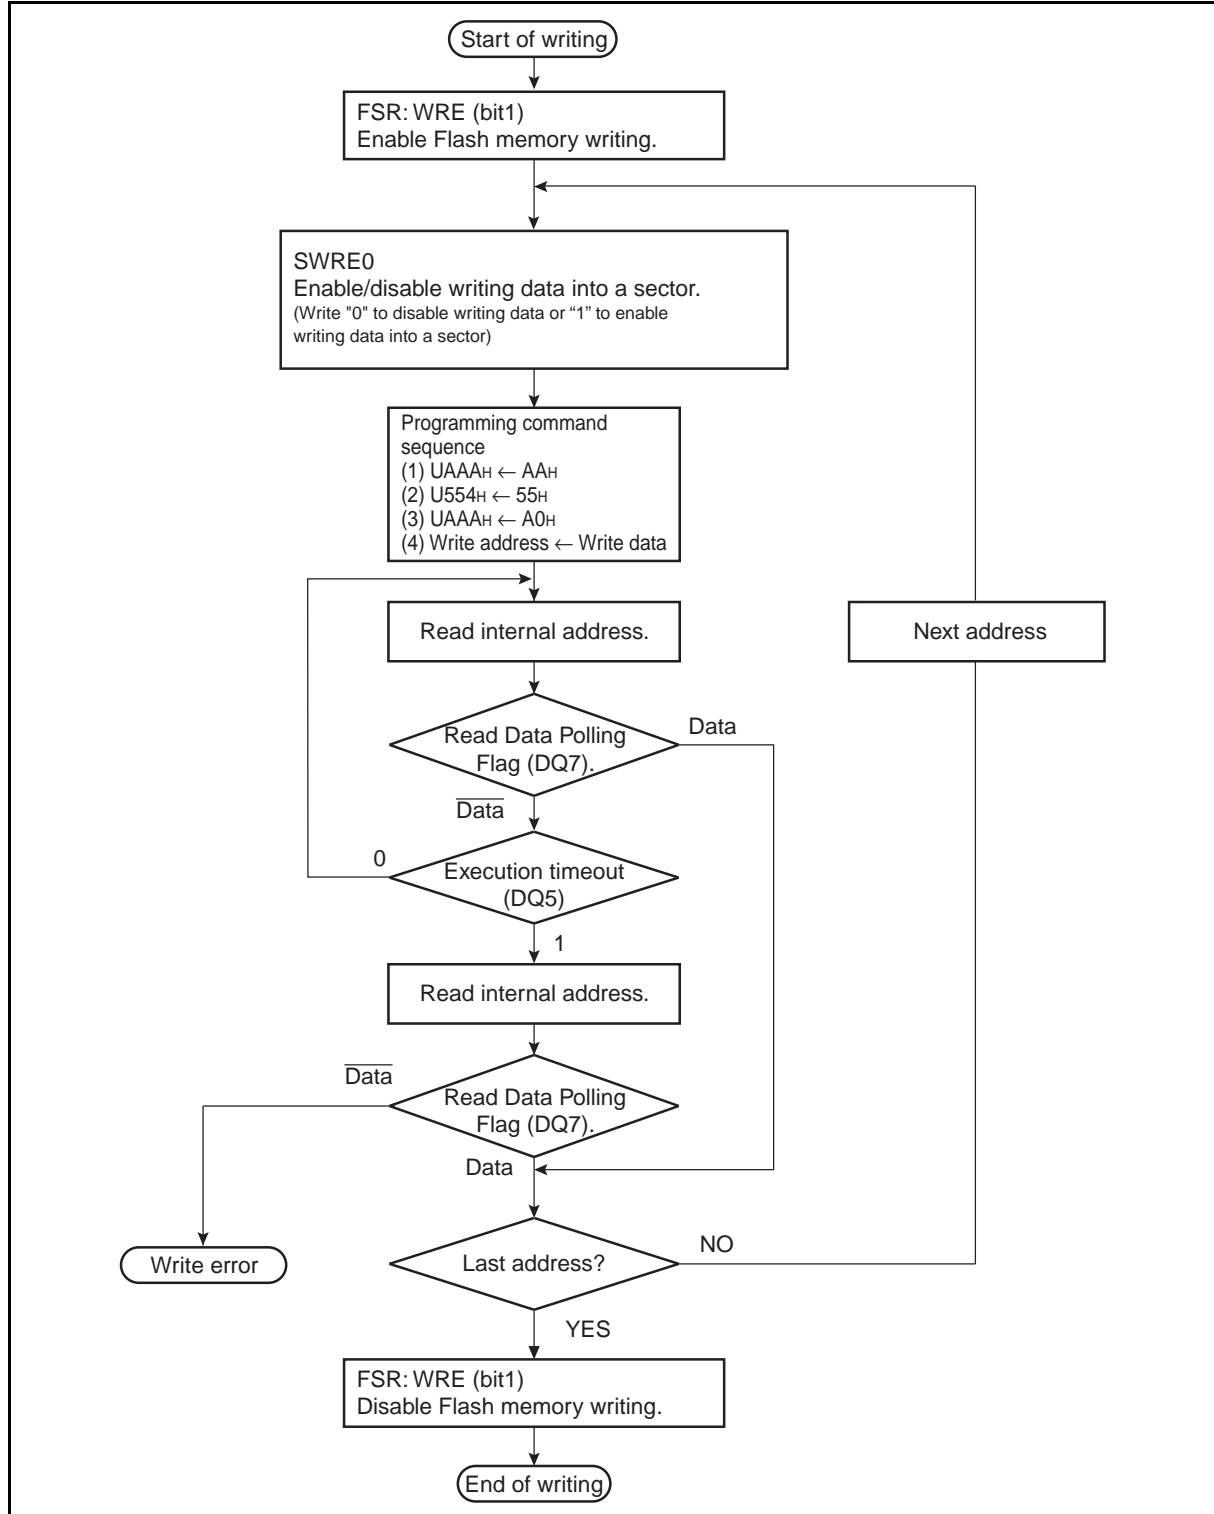 Start of writing
FSR: WRE (bit1)
Enable Flash memory writing.
SWRE0
Enable/disable writing data into a sector.
(Write "0" to disable writing data or “1” to enable
writing data into a sector)
Programming command
sequence
(1) UAAAH ← AAH
(2) U554H ← 55H
(3) UAAAH ← A0H
(4) Write address ← Write data
Read internal address.
Next address
Read Data Polling
Flag (DQ7).
Data
Data
Execution timeout
(DQ5)
0
1
Read internal address.
Data
Read Data Polling
Flag (DQ7).
Data
Write error
Last address?
NO
YES
FSR: WRE (bit1)
Disable Flash memory writing.
End of writing